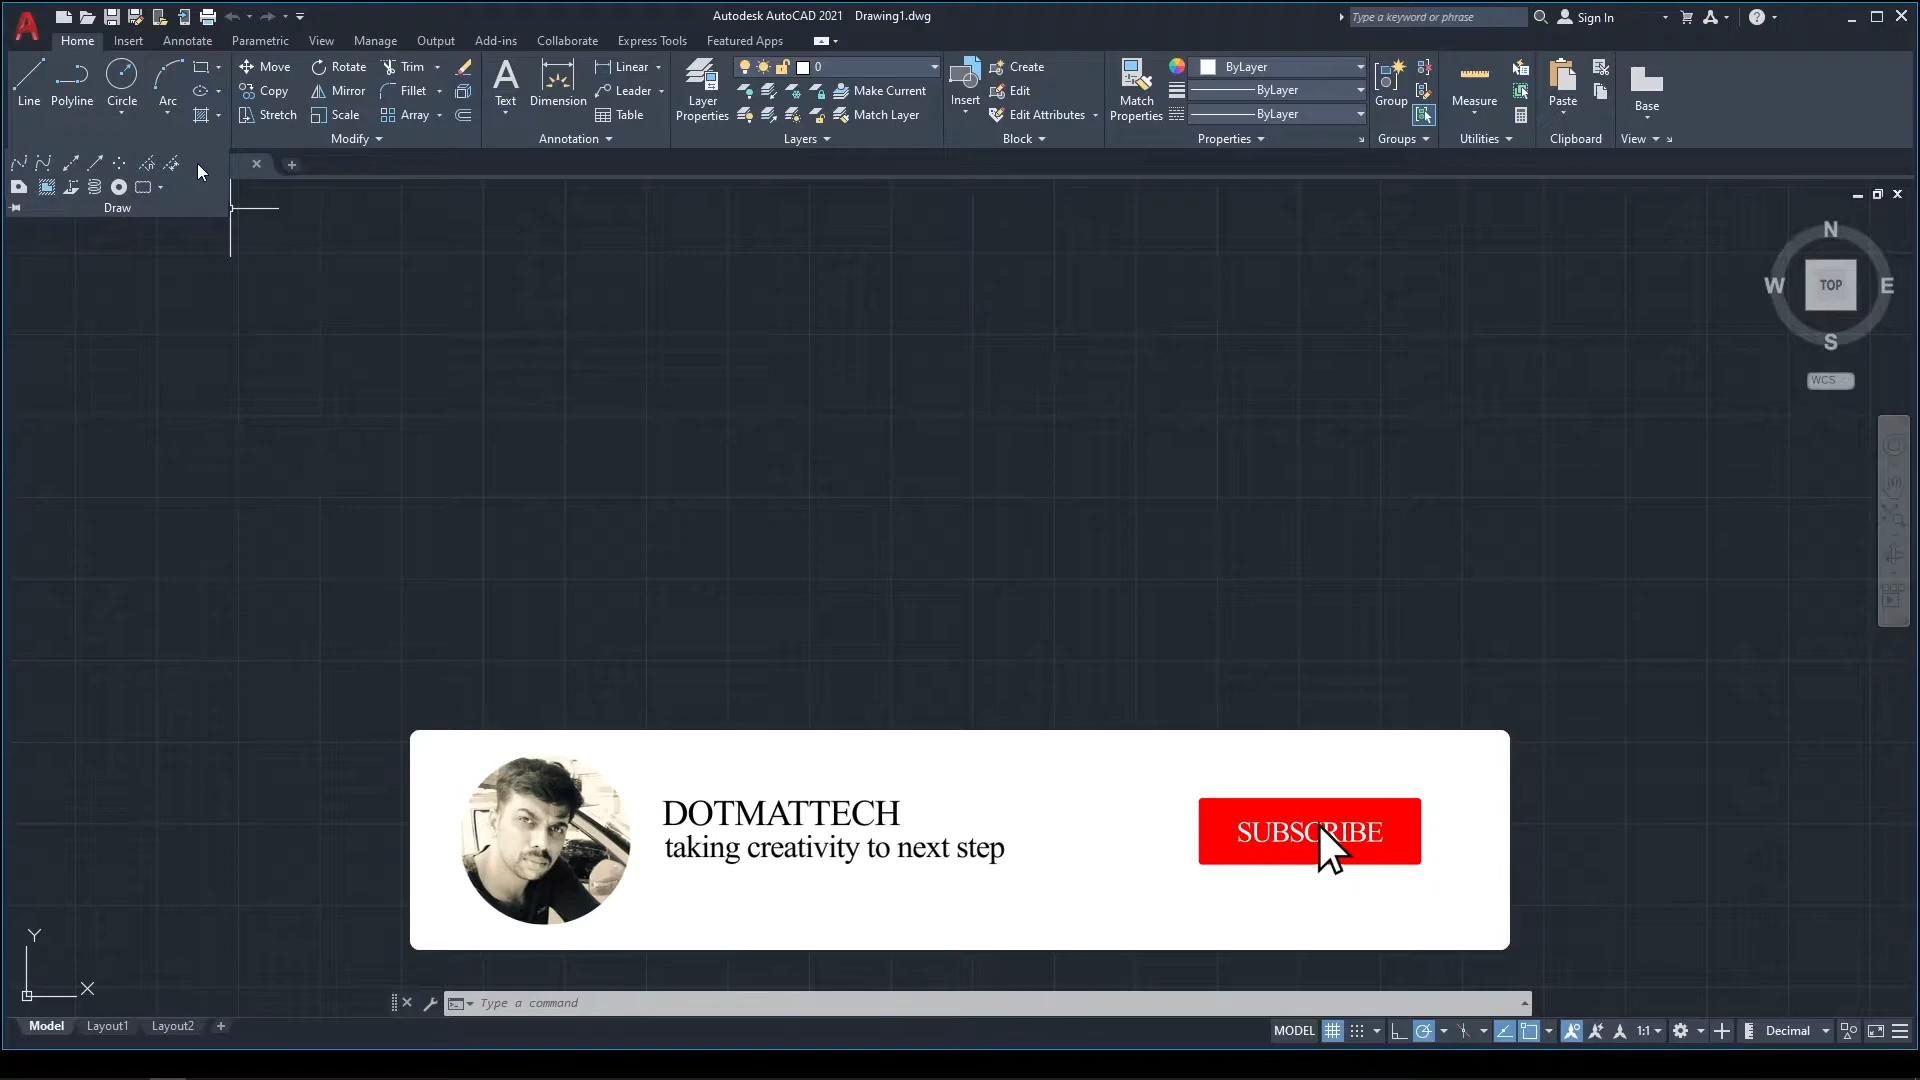 Autodesk AutoCAD 2021 Drawing1.dwg
Type a keyword or phrase
Sign In
Home Insert Annotate Parametric View Manage Output Add-ins Collaborate Express Tools Featured Apps
Line Polyline Circle Arc
Move Rotate Trim
Copy Mirror Fillet
Stretch Scale Array
Modify
Text Dimension
Linear
Leader
Table
Annotation
Layer Properties
0
Make Current
Match Layer
Layers
Insert
Create
Edit
Edit Attributes
Block
Match Properties
ByLayer
ByLayer
ByLayer
Properties
Group
Groups
Measure
Utilities
Paste
Clipboard
Base
View
Draw
N
W TOP E
S
WCS
DOTMATTECH
taking creativity to next step
SUBSCRIBE
Y
X
Type a command
Model Layout1 Layout2
MODEL
1:1
Decimal